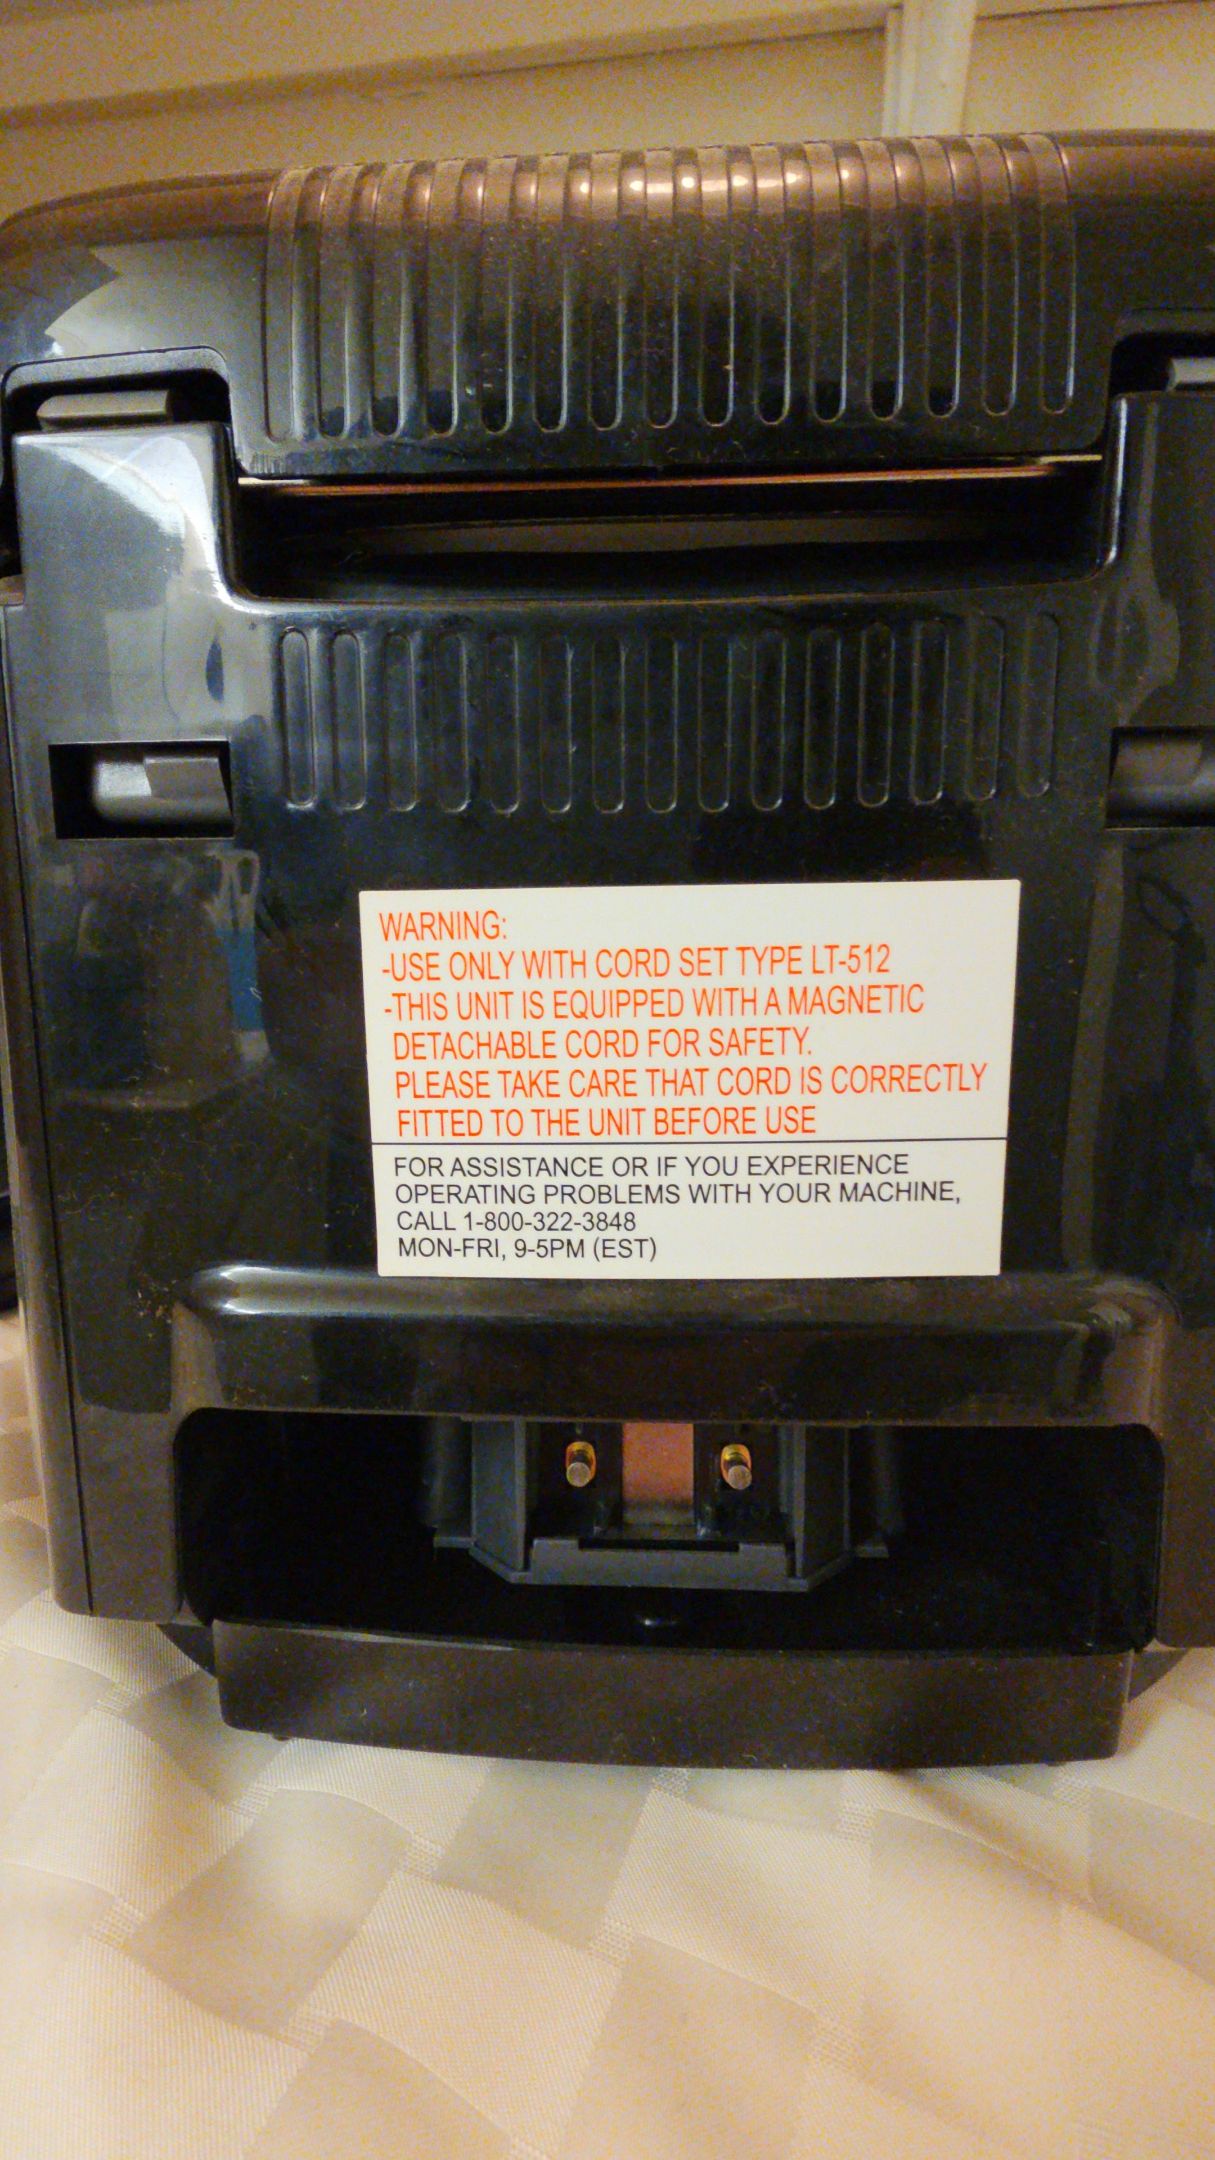 WARNING:
-USE ONLY WITH CORD SET TYPE LT-512
-THIS UNIT IS EQUIPPED WITH A MAGNETIC
DETACHABLE CORD FOR SAFETY.
PLEASE TAKE CARE THAT CORD IS CORRECTLY
FITTED TO THE UNIT BEFORE USE
FOR ASSISTANCE OR IF YOU EXPERIENCE
OPERATING PROBLEMS WITH YOUR MACHINE,
CALL 1-800-322-3848
MON-FRI, 9-5PM (EST)